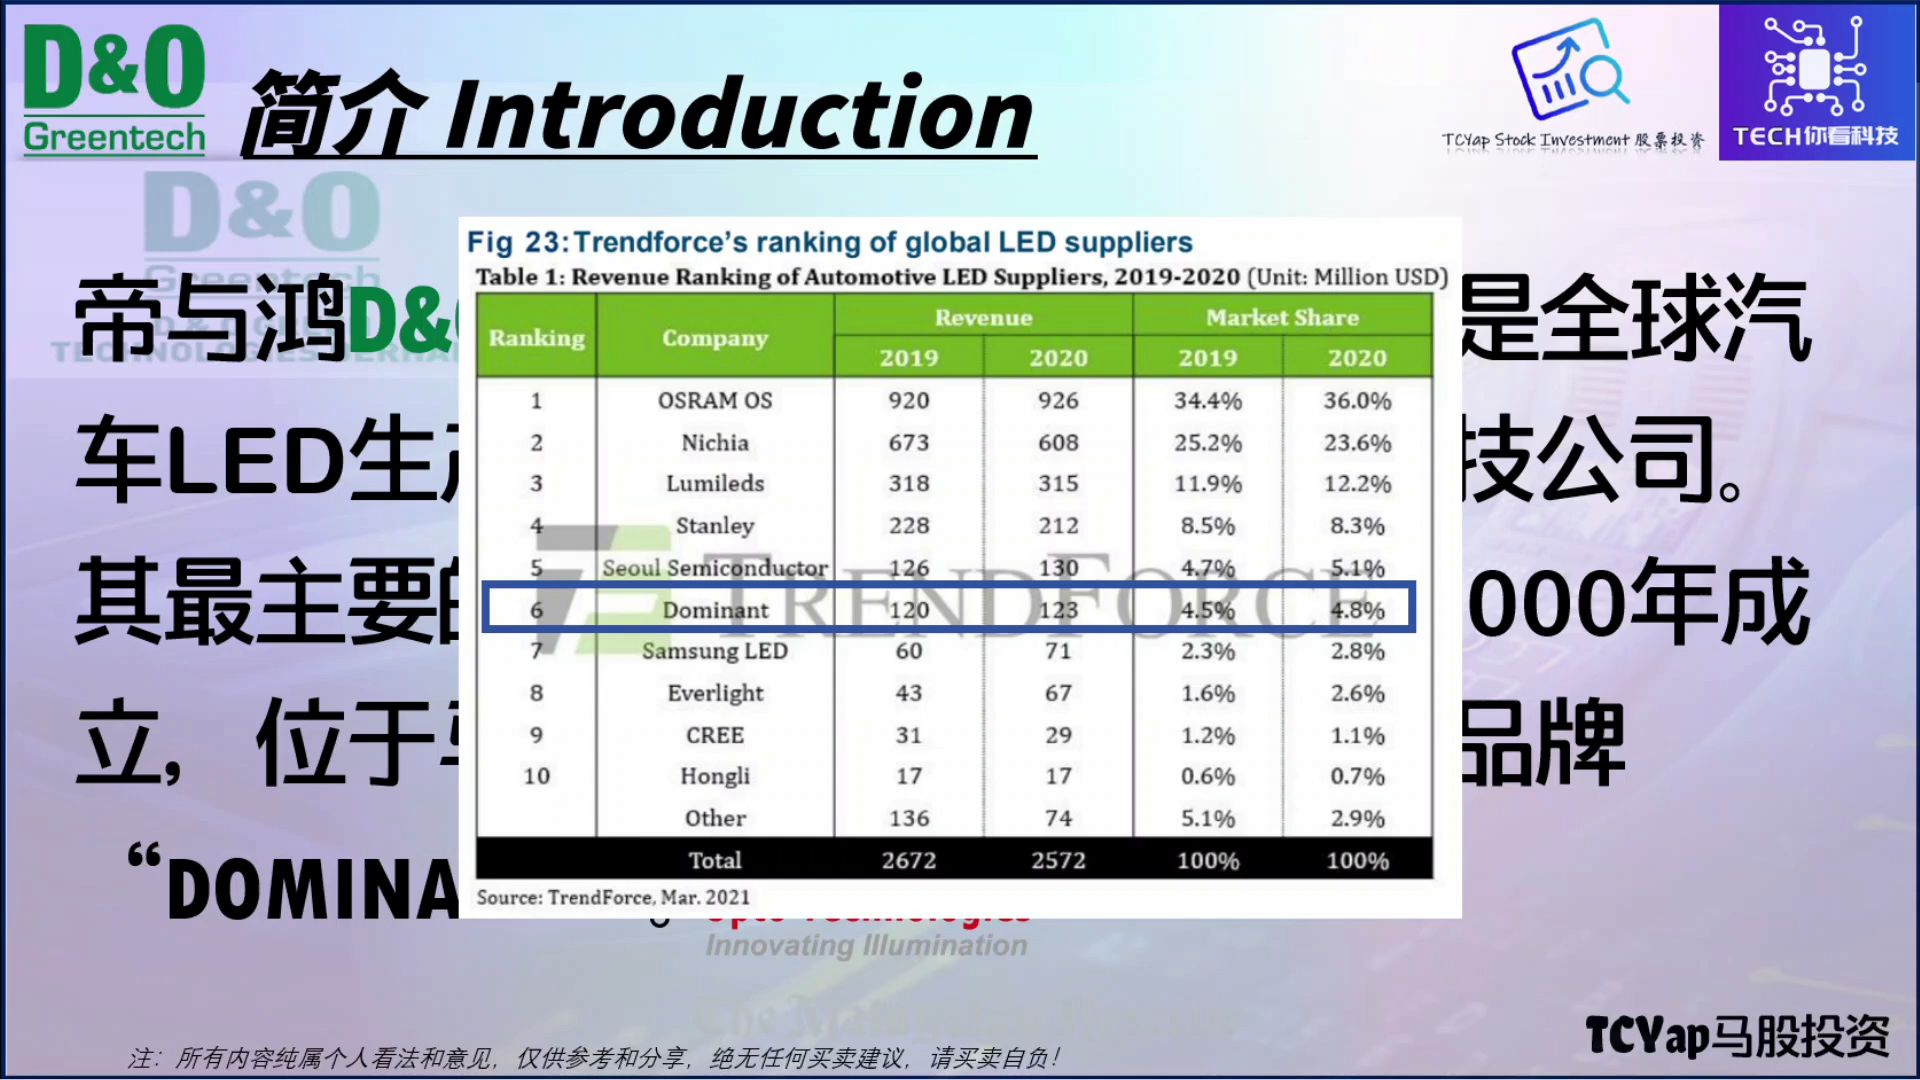 D&O
Greentech
简介 Introduction
TCYap Stock Investment 股票投资
TECH你看科技
D&O
Greentech
Fig 23:Trendforce's ranking of global LED suppliers
Table 1: Revenue Ranking of Automotive LED Suppliers, 2019-2020 (Unit: Million USD)
Ranking Company Revenue Market Share
2019 2020 2019 2020
1 OSRAM OS 920 926 34.4% 36.0%
2 Nichia 673 608 25.2% 23.6%
3 Lumileds 318 315 11.9% 12.2%
4 Stanley 228 212 8.5% 8.3%
5 Seoul Semiconductor 126 130 4.7% 5.1%
6 Dominant 120 123 4.5% 4.8%
7 Samsung LED 60 71 2.3% 2.8%
8 Everlight 43 67 1.6% 2.6%
9 CREE 31 29 1.2% 1.1%
10 Hongli 17 17 0.6% 0.7%
Other 136 74 5.1% 2.9%
Total 2672 2572 100% 100%
TRENDFORCE
Source: TrendForce, Mar. 2021
帝与鸿D& 是全球汽
车LED生 技公司。
其最主要 000年成
立，位于 品牌
“DOMINA
Innovating Illumination
TCYap马股投资
注：所有内容纯属个人看法和意见，仅供参考和分享，绝无任何买卖建议，请买卖自负！